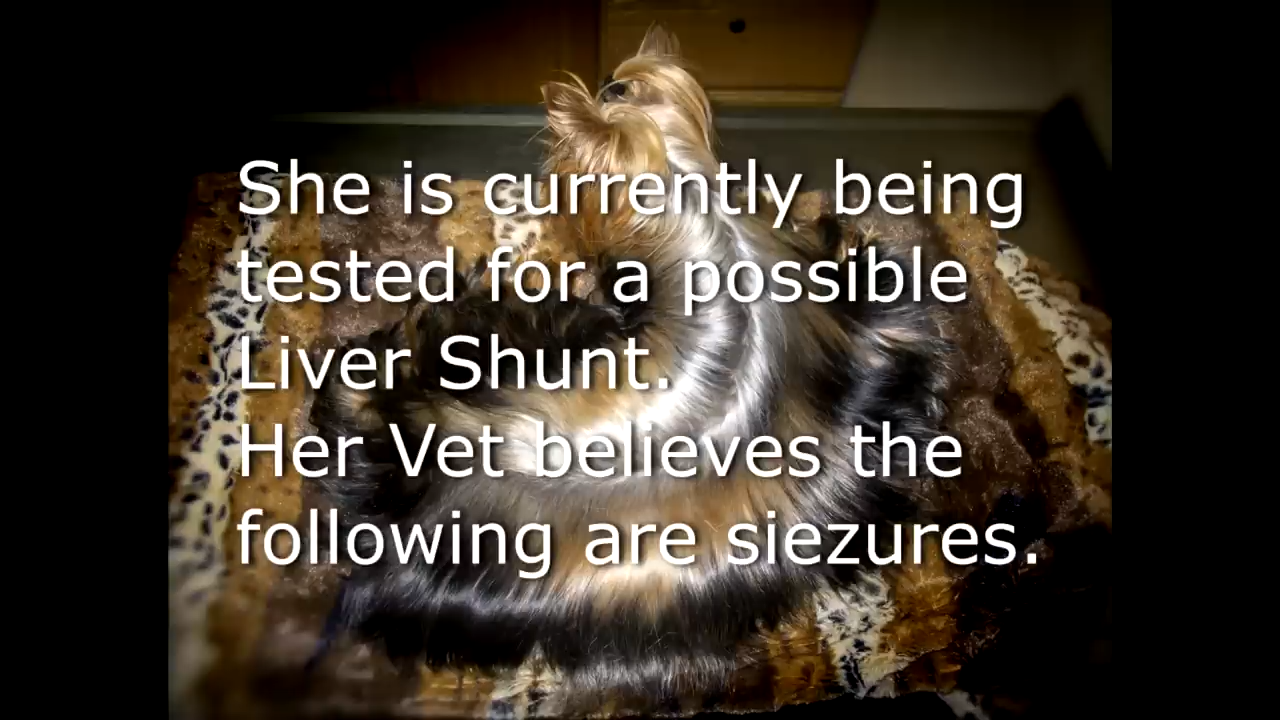 She is currently being
tested for a possible
Liver Shunt.
Her Vet believes the
following are siezures.